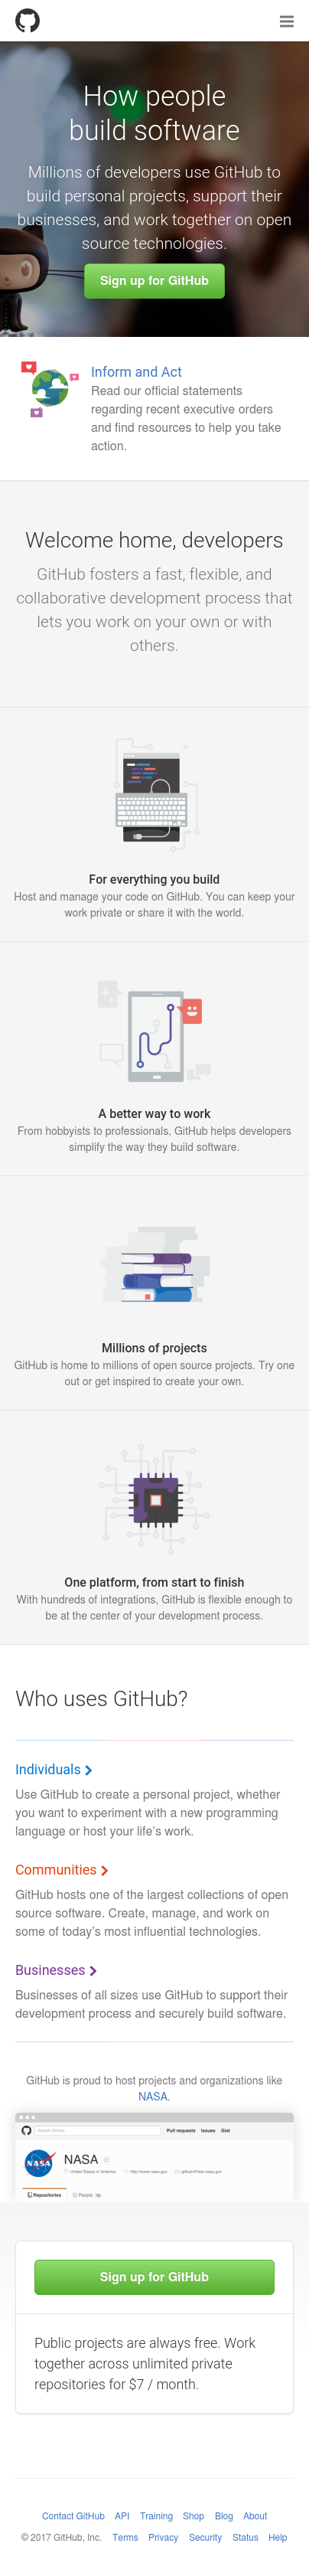 How people
build software
Millions of developers use GitHub to
build personal projects, support their
businesses, and work together on open
source technologies.
Sign up for GitHub
Inform and Act
Read our official statements
regarding recent executive orders
and find resources to help you take
action.
Welcome home, developers
GitHub fosters a fast, flexible, and
collaborative development process that
lets you work on your own or with
others.
For everything you build
Host and manage your code on GitHub. You can keep your
work private or share it with the world.
A better way to work
From hobbyists to professionals, GitHub helps developers
simplify the way they build software.
Millions of projects
GitHub is home to millions of open source projects. Try one
out or get inspired to create your own.
One platform, from start to finish
With hundreds of integrations, GitHub is flexible enough to
be at the center of your development process.
Who uses GitHub?
Individuals
Use GitHub to create a personal project, whether
you want to experiment with a new programming
language or host your life's work.
Communities
GitHub hosts one of the largest collections of open
source software. Create, manage, and work on
some of today's most influential technologies.
Businesses
Businesses of all sizes use GitHub to support their
development process and securely build software.
GitHub is proud to host projects and organizations like
NASA.
Search GitHub Pull requests Issues Gist
NASA
NASA
United States of America http://www.nasa.gov
Repositories People
Sign up for GitHub
Public projects are always free. Work
together across unlimited private
repositories for $7 / month.
Contact GitHub API Training Shop Blog About
© 2017 GitHub, Inc. Terms Privacy Security Status Help